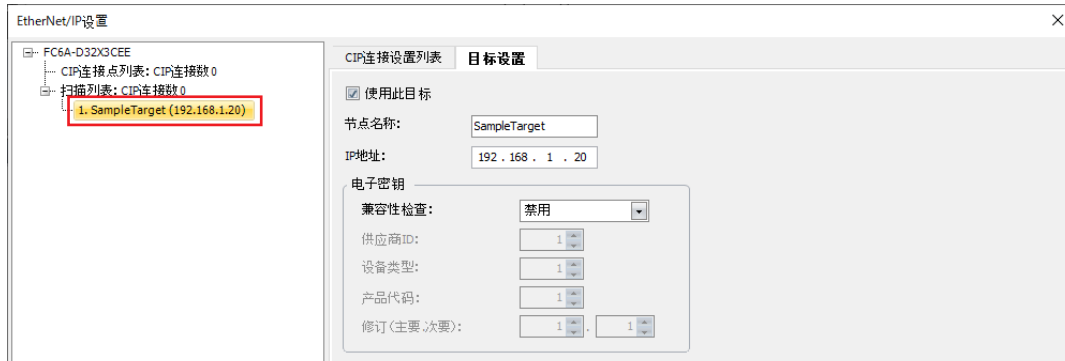 EtherNet/IP设置
FC6A-D32X3CEE
CIP连接点列表: CIP连接数 0
扫描列表: CIP连接数 0
1. SampleTarget (192.168.1.20)
CIP连接设置列表 目标设置
使用此目标
节点名称: SampleTarget
IP地址: 192 . 168 . 1 . 20
电子密钥
兼容性检查: 禁用
供应商ID: 1
设备类型: 1
产品代码: 1
修订(主要.次要): 1 . 1